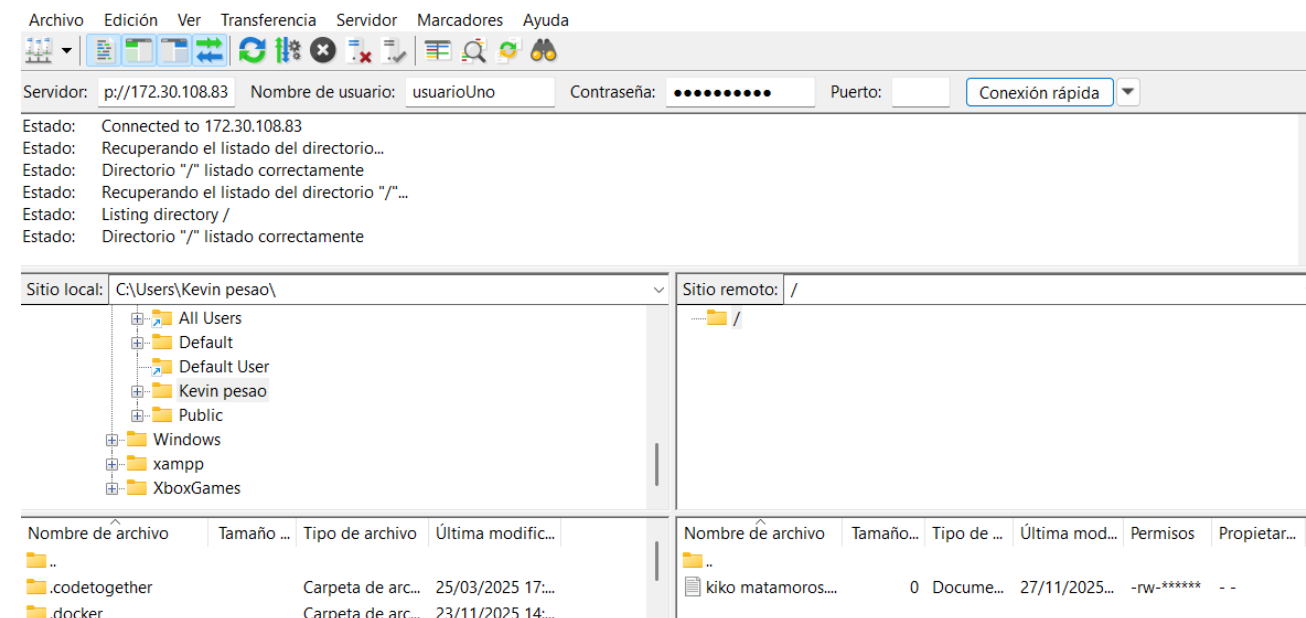 Archivo Edición Ver Transferencia Servidor Marcadores Ayuda
Servidor: p://172.30.108.83 Nombre de usuario: usuarioUno Contraseña: ●●●●●●●●●● Puerto: Conexión rápida
Estado: Connected to 172.30.108.83
Estado: Recuperando el listado del directorio...
Estado: Directorio "/" listado correctamente
Estado: Recuperando el listado del directorio "/"...
Estado: Listing directory /
Estado: Directorio "/" listado correctamente
Sitio local: C:\Users\Kevin pesao\
All Users
Default
Default User
Kevin pesao
Public
Windows
xampp
XboxGames
Sitio remoto: /
/
Nombre de archivo Tamaño ... Tipo de archivo Última modific...
..
.codetogether Carpeta de arc... 25/03/2025 17:...
.docker Carpeta de arc... 23/11/2025 14:...
Nombre de archivo Tamaño... Tipo de ... Última mod... Permisos Propietar...
..
kiko matamoros.... 0 Docume... 27/11/2025... -rw-****** - -